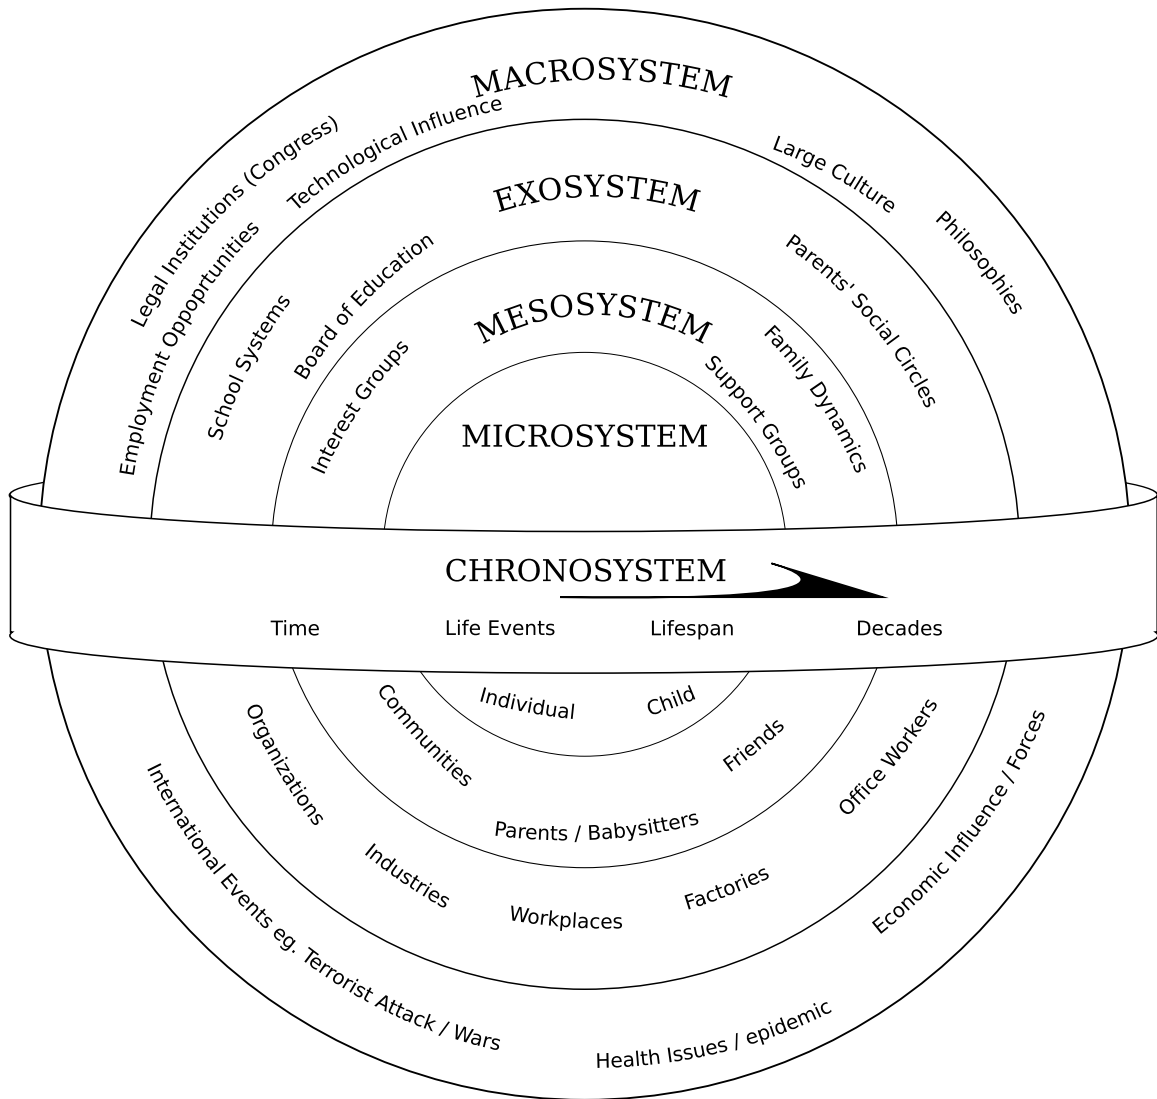 MACROSYSTEM
Legal Institutions (Congress)
Technological Influence
Employment Oppoprtunities
Large Culture
Philosophies
EXOSYSTEM
School Systems
Board of Education
Parents' Social Circles
MESOSYSTEM
Interest Groups
Family Dynamics
Support Groups
MICROSYSTEM
CHRONOSYSTEM
Time
Life Events
Lifespan
Decades
Individual
Child
Communities
Friends
Parents / Babysitters
Organizations
Office Workers
Industries
Workplaces
Factories
International Events eg. Terrorist Attack / Wars
Economic Influence / Forces
Health Issues / epidemic